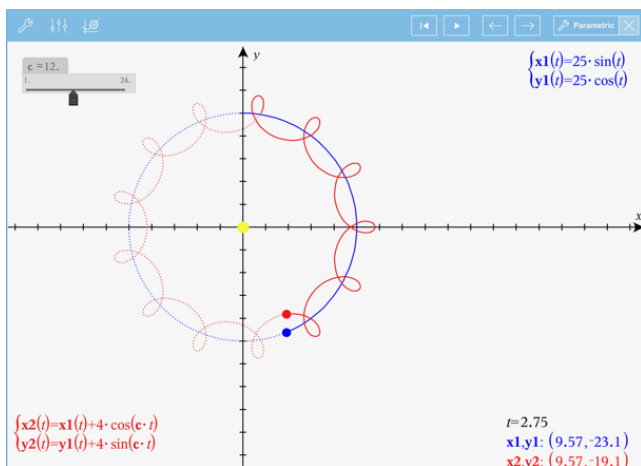 Parametric
c =12.
1. 24.
y
x1(t)=25· sin(t)
y1(t)=25· cos(t)
x
x2(t)=x1(t)+4· cos(c· t)
y2(t)=y1(t)+4· sin(c· t)
t=2.75
x1,y1: (9.57,-23.1)
x2,y2: (9.57,-19.1)